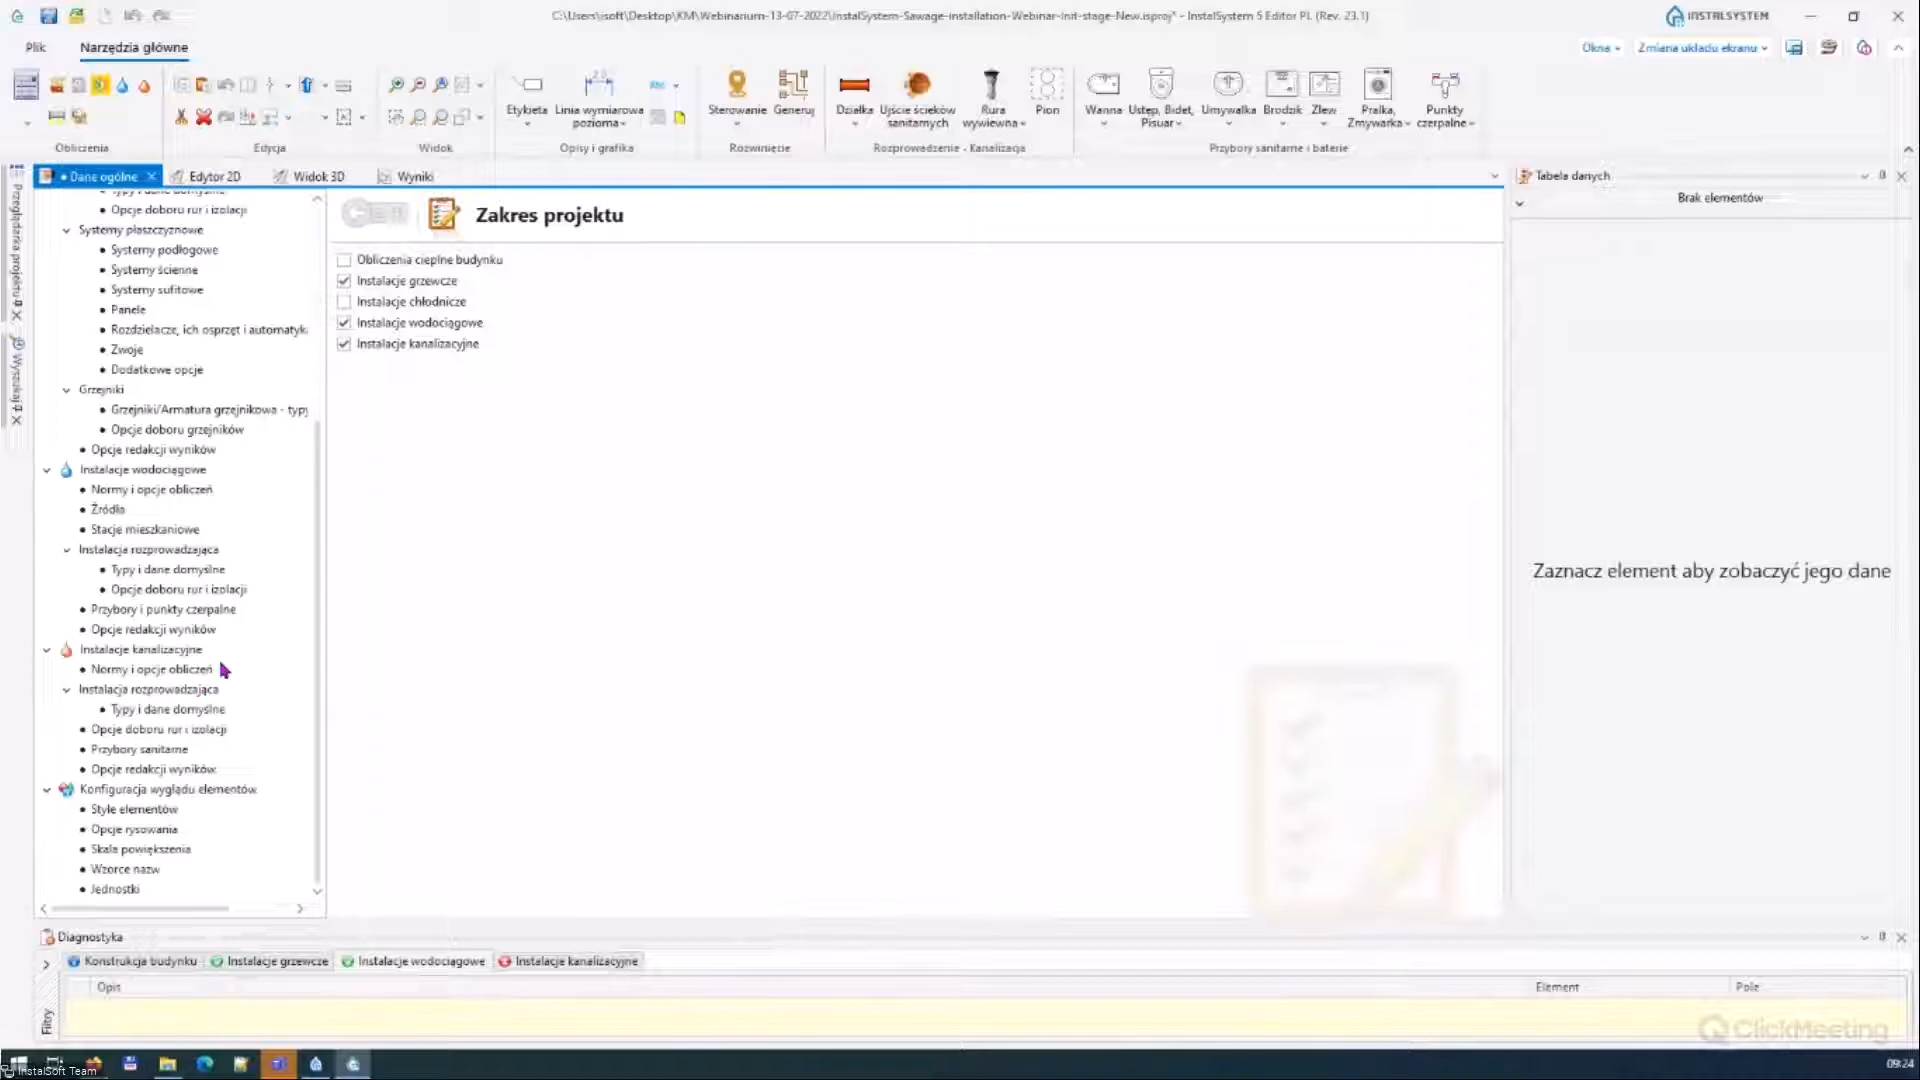 C:\Users\isoft\Desktop\KM\Webinarium-13-07-2022\InstalSystem-Sawage-installation-Webinar-Init-stage-New.isproj* - InstalSystem 5 Editor PL (Rev. 23.1)
INSTALSYSTEM
Plik
Narzędzia główne
Okna
Zmiana układu ekranu
Etykieta
Linia wymiarowa pozioma
Sterowanie
Generuj
Działka
Ujście ścieków sanitarnych
Rura wywiewna
Pion
Wanna
Ustęp, Bidet, Pisuar
Umywalka
Brodzik
Zlew
Pralka, Zmywarka
Punkty czerpalne
Obliczenia
Edycja
Widok
Opisy i grafika
Rozwinięcie
Rozprowadzenie - Kanalizacja
Przybory sanitarne i baterie
Przeglądarka projektu
Wyszukaj
Dane ogólne
Edytor 2D
Widok 3D
Wyniki
Typy i dane domyślne
Opcje doboru rur i izolacji
Systemy płaszczyznowe
Systemy podłogowe
Systemy ścienne
Systemy sufitowe
Panele
Rozdzielacze, ich osprzęt i automatyk
Zwoje
Dodatkowe opcje
Grzejniki
Grzejniki/Armatura grzejnikowa - typy
Opcje doboru grzejników
Opcje redakcji wyników
Instalacje wodociągowe
Normy i opcje obliczeń
Źródła
Stacje mieszkaniowe
Instalacja rozprowadzająca
Typy i dane domyślne
Opcje doboru rur i izolacji
Przybory i punkty czerpalne
Opcje redakcji wyników
Instalacje kanalizacyjne
Normy i opcje obliczeń
Instalacja rozprowadzająca
Typy i dane domyślne
Opcje doboru rur i izolacji
Przybory sanitarne
Opcje redakcji wyników
Konfiguracja wyglądu elementów
Style elementów
Opcje rysowania
Skala powiększenia
Wzorce nazw
Jednostki
Zakres projektu
Obliczenia cieplne budynku
Instalacje grzewcze
Instalacje chłodnicze
Instalacje wodociągowe
Instalacje kanalizacyjne
Tabela danych
Brak elementów
Zaznacz element aby zobaczyć jego dane
Diagnostyka
Konstrukcja budynku
Instalacje grzewcze
Instalacje wodociągowe
Instalacje kanalizacyjne
Opis
Element
Pole
Filtry
ClickMeeting
InstalSoft Team
09:24